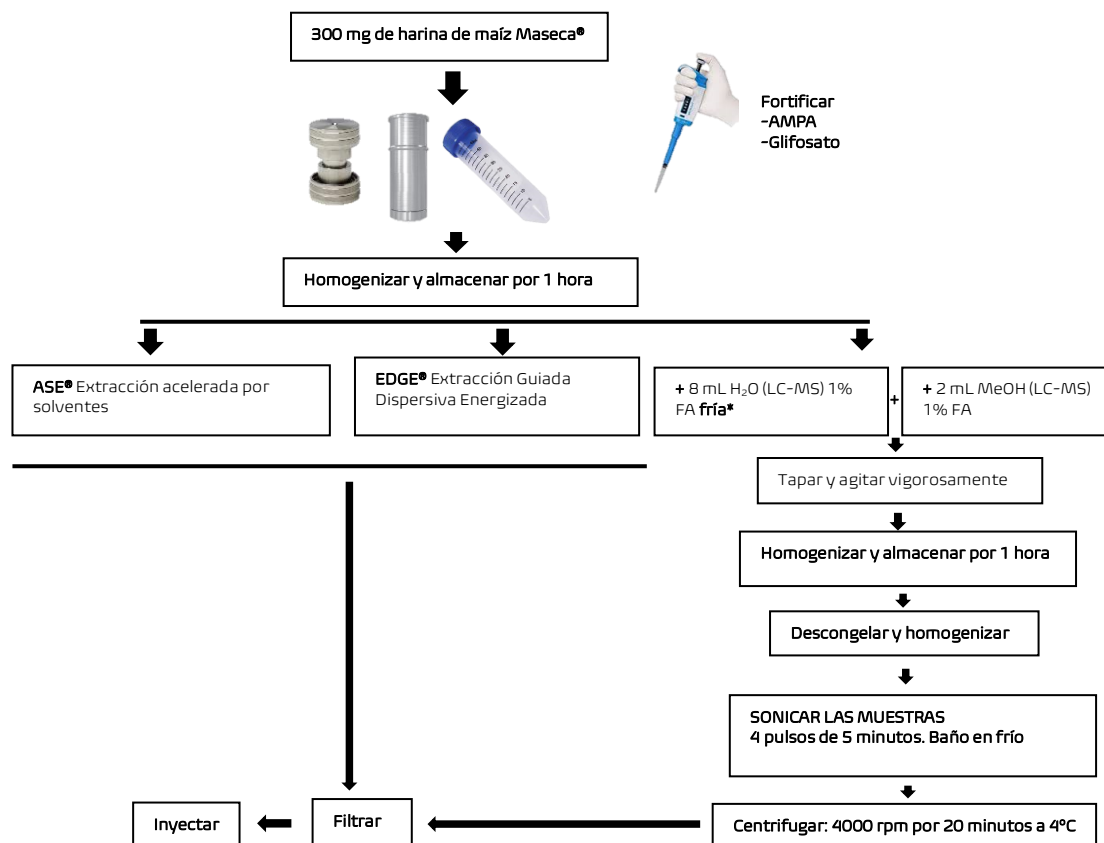 300 mg de harina de maíz Maseca®
Fortificar
-AMPA
-Glifosato
Homogenizar y almacenar por 1 hora
ASE® Extracción acelerada por
solventes
EDGE® Extracción Guiada
Dispersiva Energizada
+ 8 mL H₂O (LC-MS) 1%
FA fría*
+
+ 2 mL MeOH (LC-MS)
1% FA
Tapar y agitar vigorosamente
Homogenizar y almacenar por 1 hora
Descongelar y homogenizar
SONICAR LAS MUESTRAS
4 pulsos de 5 minutos. Baño en frío
Centrifugar: 4000 rpm por 20 minutos a 4°C
Filtrar
Inyectar